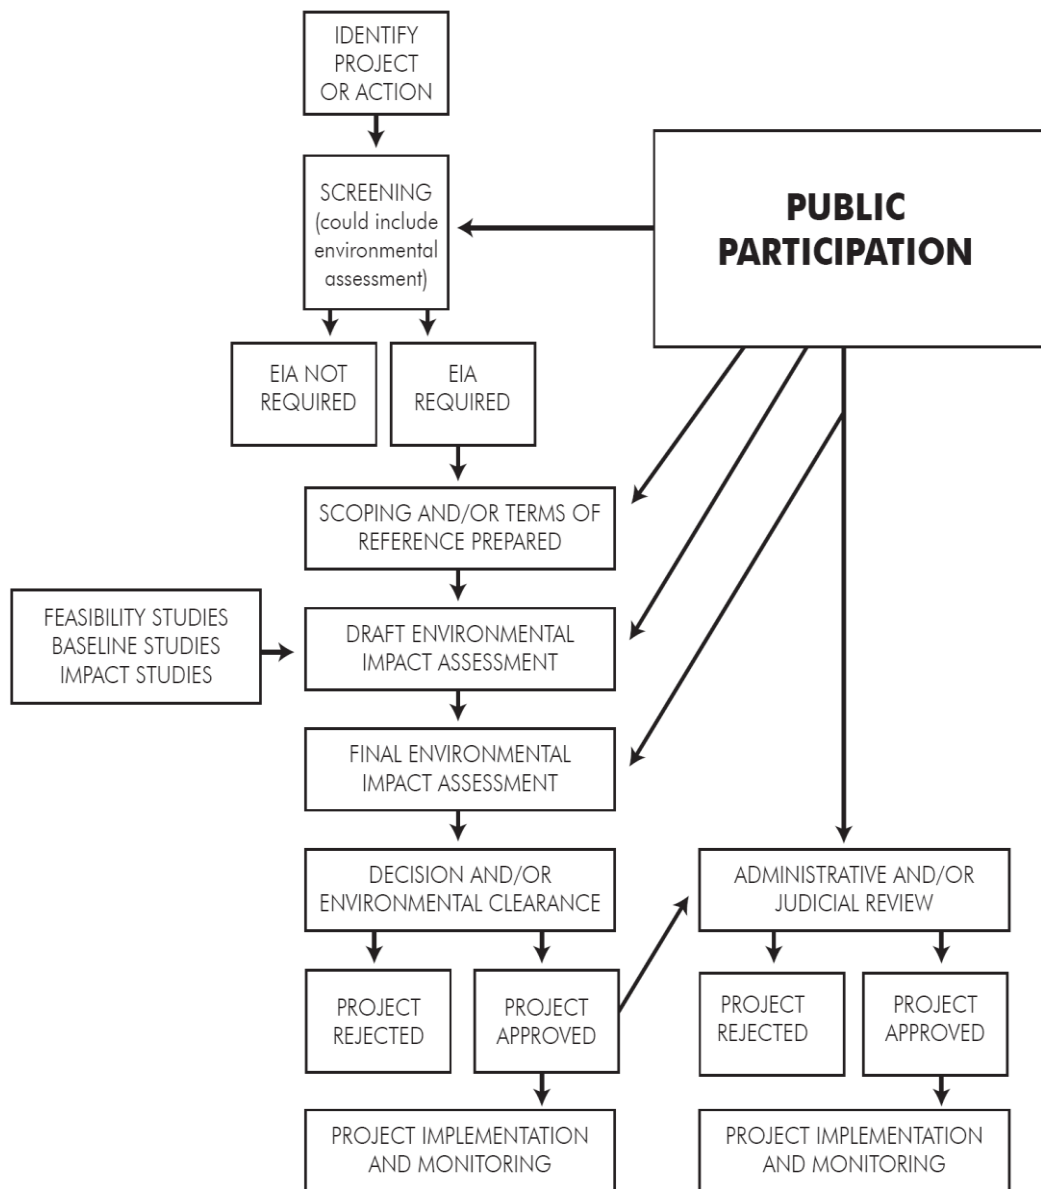 IDENTIFY
PROJECT
OR ACTION
SCREENING
(could include
environmental
assessment)
PUBLIC
PARTICIPATION
EIA NOT
REQUIRED
EIA
REQUIRED
SCOPING AND/OR TERMS OF
REFERENCE PREPARED
FEASIBILITY STUDIES
BASELINE STUDIES
IMPACT STUDIES
DRAFT ENVIRONMENTAL
IMPACT ASSESSMENT
FINAL ENVIRONMENTAL
IMPACT ASSESSMENT
DECISION AND/OR
ENVIRONMENTAL CLEARANCE
ADMINISTRATIVE AND/OR
JUDICIAL REVIEW
PROJECT
REJECTED
PROJECT
APPROVED
PROJECT
REJECTED
PROJECT
APPROVED
PROJECT IMPLEMENTATION
AND MONITORING
PROJECT IMPLEMENTATION
AND MONITORING